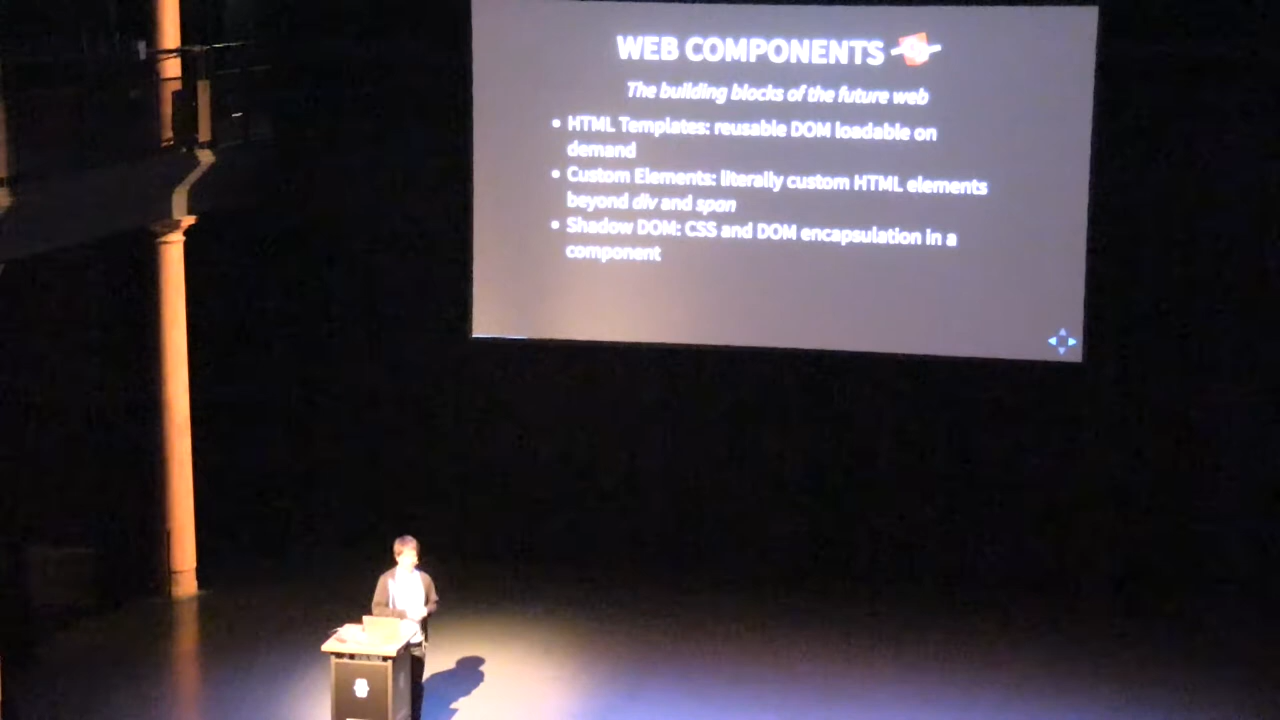 WEB COMPONENTS
The building blocks of the future web
• HTML Templates: reusable DOM loadable on
demand
• Custom Elements: literally custom HTML elements
beyond div and span
• Shadow DOM: CSS and DOM encapsulation in a
component